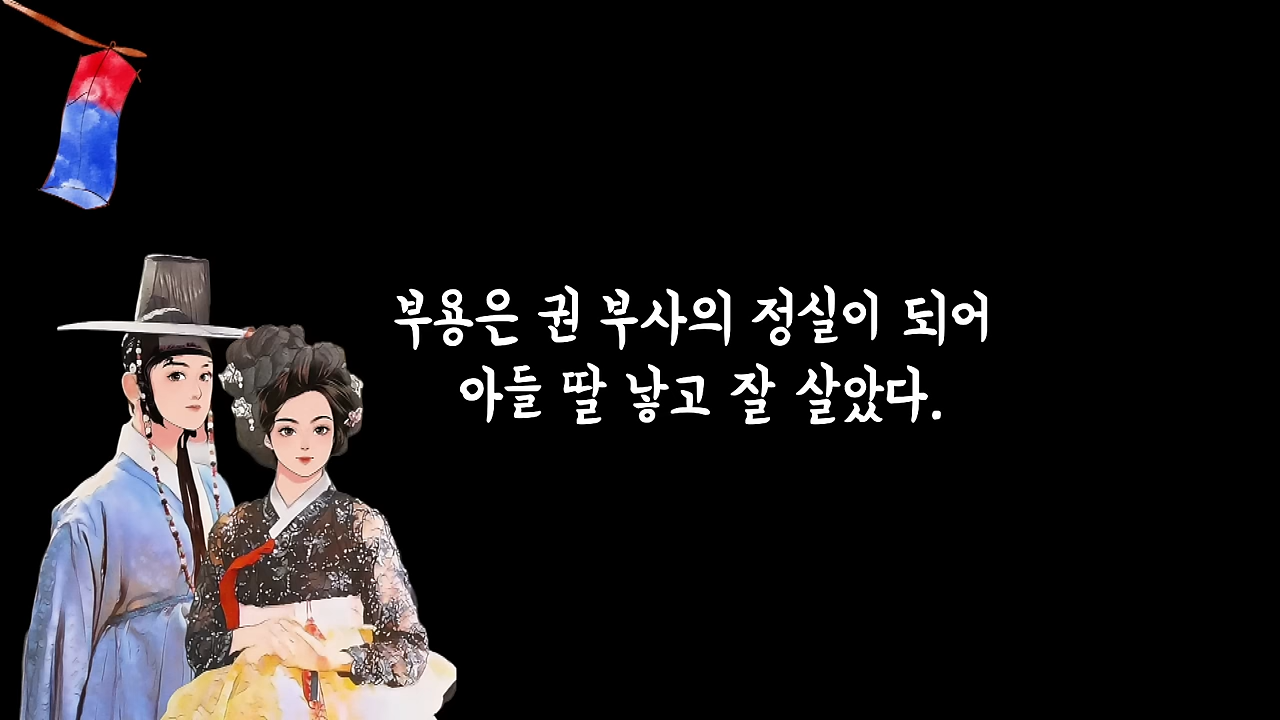 부용은 권 부사의 정실이 되어
아들 딸 낳고 잘 살았다.